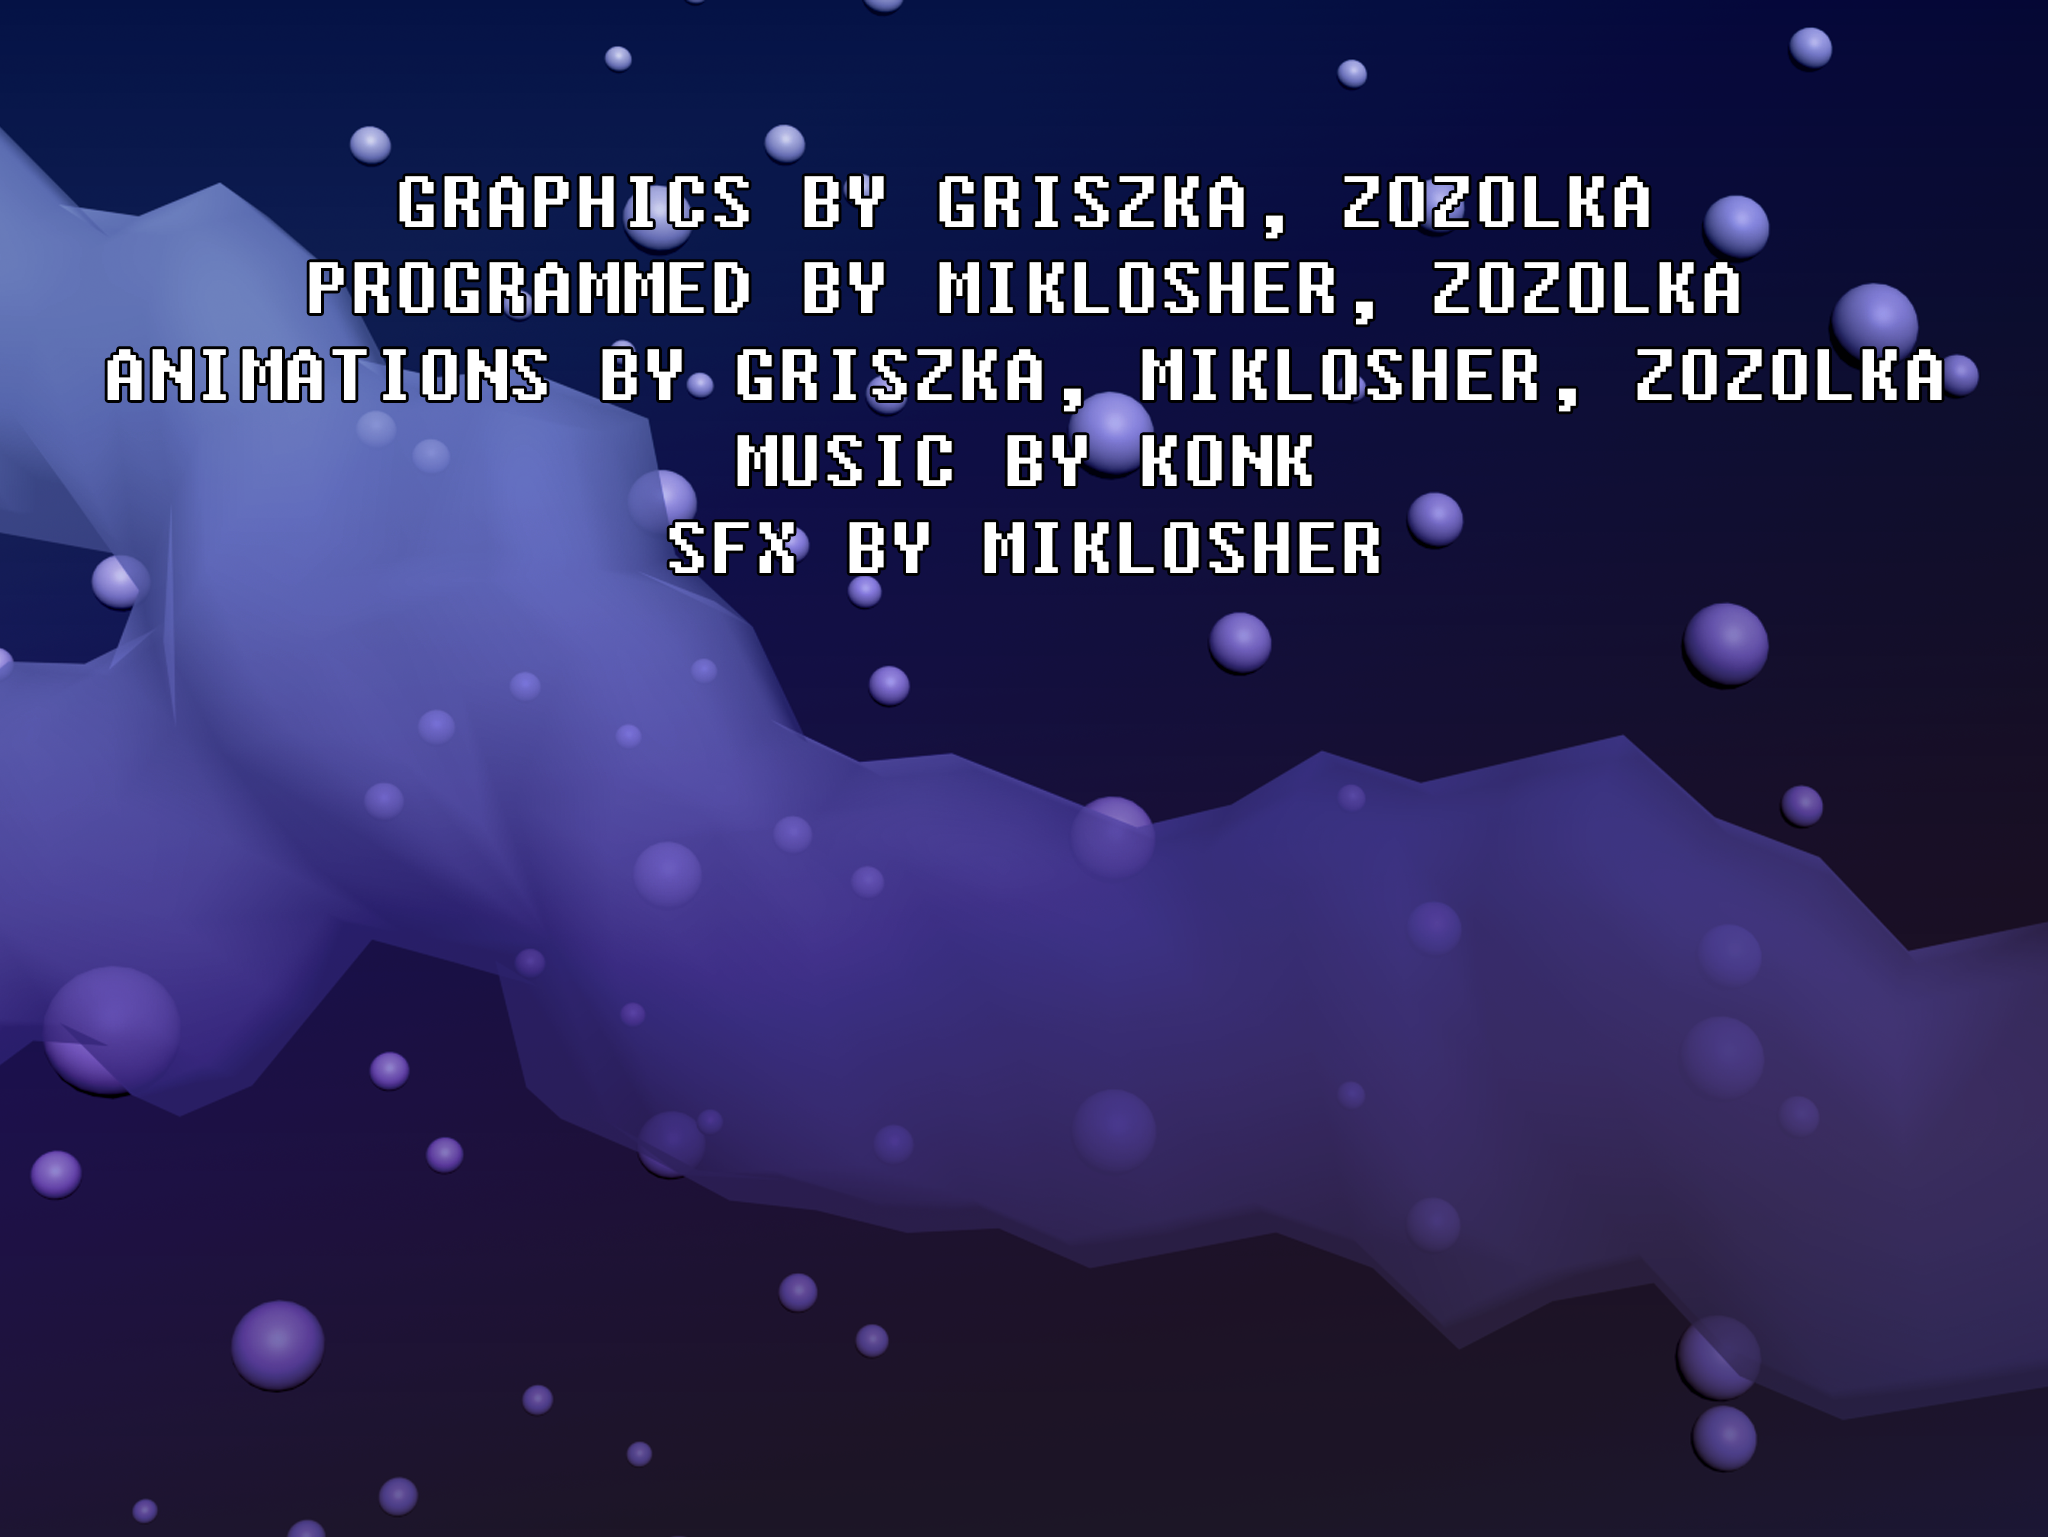 GRAPHICS BY GRISZKA, ZOZOLKA
PROGRAMMED BY MIKLOSHER, ZOZOLKA
ANIMATIONS BY GRISZKA, MIKLOSHER, ZOZOLKA
MUSIC BY KONK
SFX BY MIKLOSHER